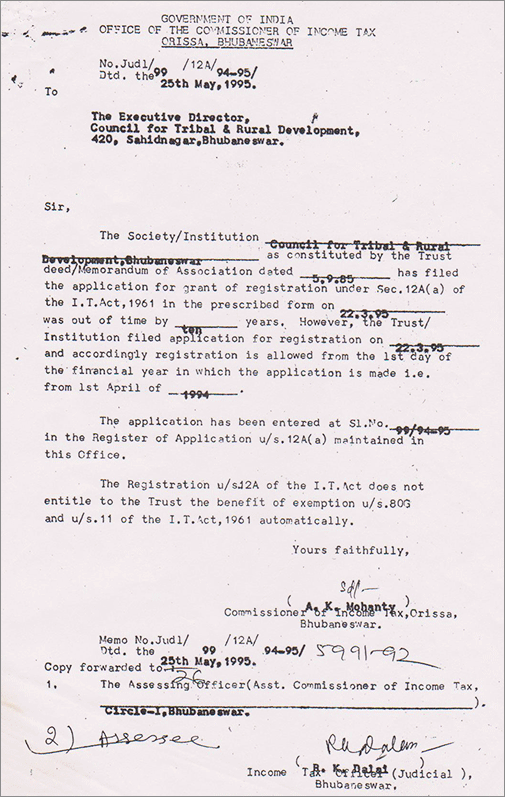 GOVERNMENT OF INDIA
OFFICE OF THE COMMISSIONER OF INCOME TAX
ORISSA, BHUBANESWAR
No.Judl/ /12A/
Dtd. the 99 94-95/
25th May, 1995.
To
The Executive Director,
Council for Tribal & Rural Development,
420, Sahidnagar,Bhubaneswar.
Sir,
The Society/Institution Council for Tribal & Rural
Development,Bhubaneswar as constituted by the Trust
deed/Memorandum of Association dated 5.9.85 has filed
the application for grant of registration under Sec.12A(a) of
the I.T.Act,1961 in the prescribed form on 22.3.95
was out of time by ten years. However, the Trust/
Institution filed application for registration on 22.3.95
and accordingly registration is allowed from the 1st day of
the financial year in which the application is made i.e.
from 1st April of 1994.
The application has been entered at Sl.No. 99/94-95
in the Register of Application u/s.12A(a) maintained in
this Office.
The Registration u/s12A of the I.T.Act does not
entitle to the Trust the benefit of exemption u/s.80G
and u/s.11 of the I.T.Act,1961 automatically.
Yours faithfully,
Sd/-
( A. K. Mohanty )
Commissioner of Income Tax,Orissa,
Bhubaneswar.
Memo No.Judl/ /12A/
Dtd. the 99 94-95/ 5991-92
25th May, 1995.
Copy forwarded to:- 26
1. The Assessing Officer(Asst. Commissioner of Income Tax,
Circle-I,Bhubaneswar. ).
2) Assessee
( R. K. Dalai )
Income Tax Officer (Judicial),
Bhubaneswar.